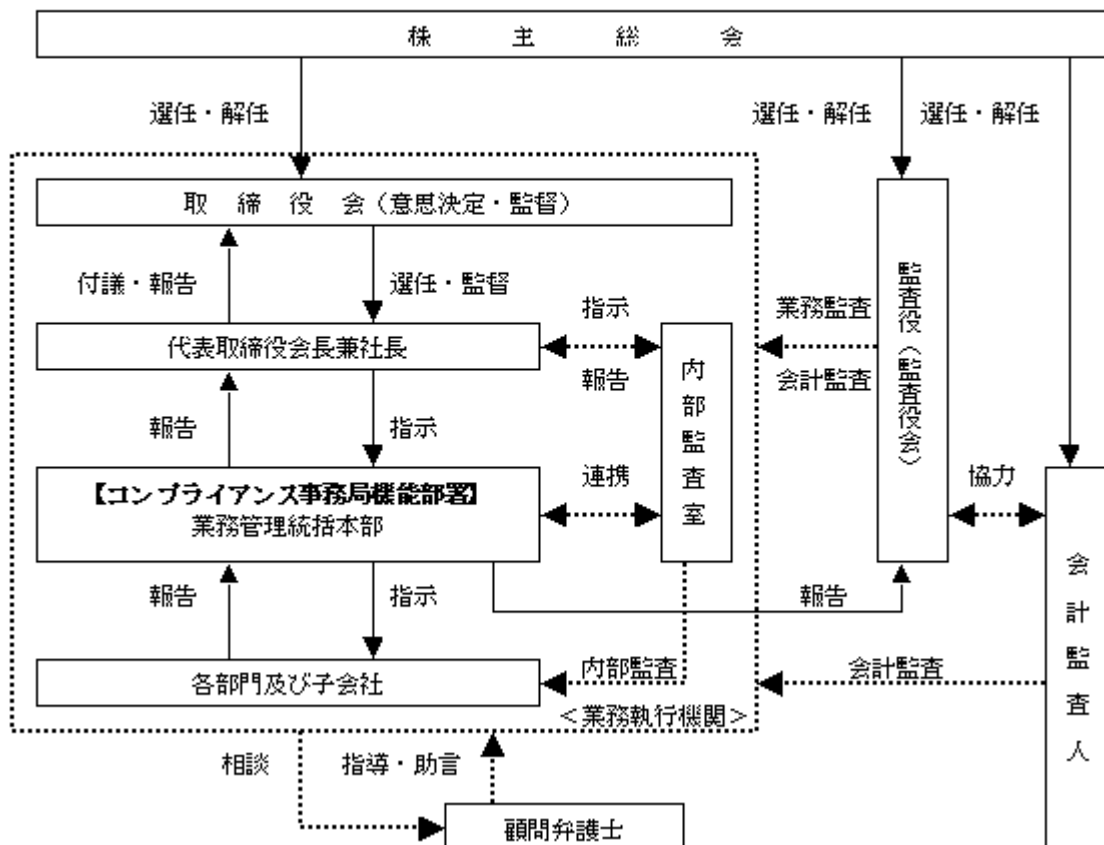 株主総会
選任・解任
選任・解任
選任・解任
取締役会(意思決定・監督)
付議・報告
選任・監督
代表取締役会長兼社長
指示
報告
内部監査室
業務監査
会計監査
監査役(監査役会)
報告
指示
【コンプライアンス事務局機能部署】
業務管理統括本部
連携
協力
会計監査人
報告
指示
報告
各部門及び子会社
内部監査
会計監査
<業務執行機関>
相談
指導・助言
顧問弁護士